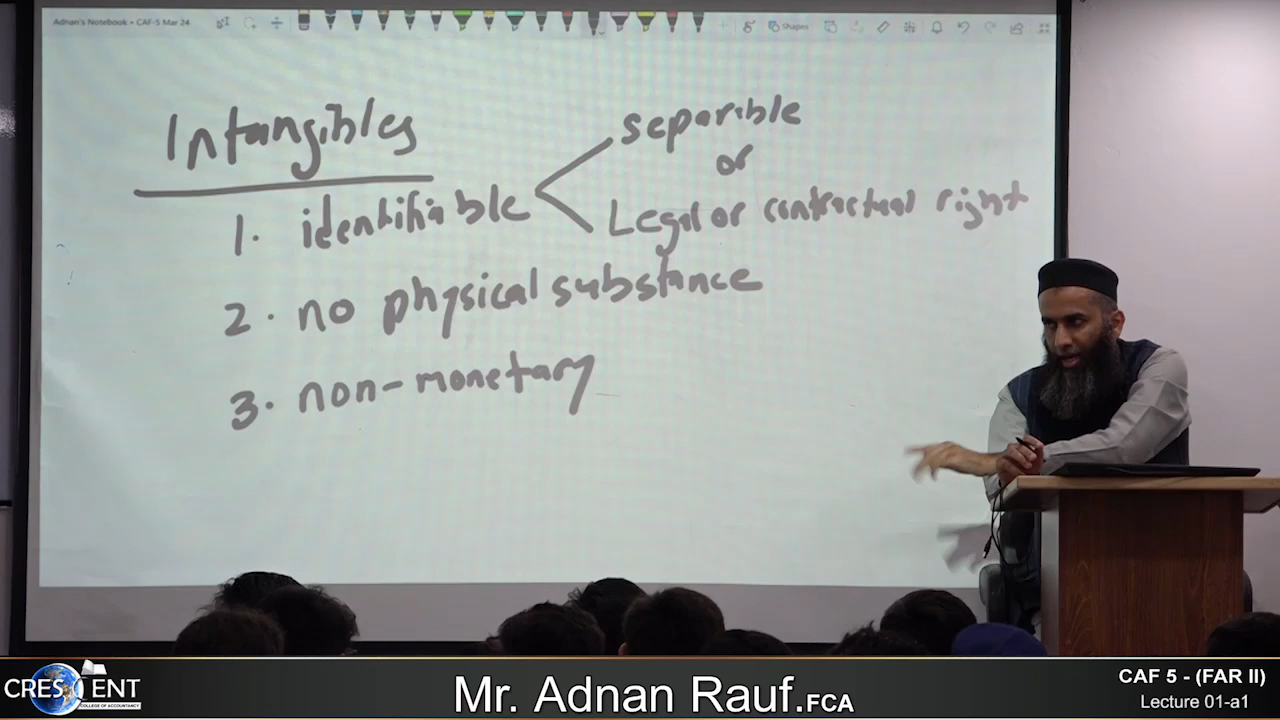 Adnan's Notebook • CAF-5 Mar 24
Shapes
Intangibles
1. identifiable
separible
or
Legal or contractual right
2. no physical substance
3. non-monetary
CRESCENT
COLLEGE OF ACCOUNTANCY
Mr. Adnan Rauf.FCA
CAF 5 - (FAR II)
Lecture 01-a1